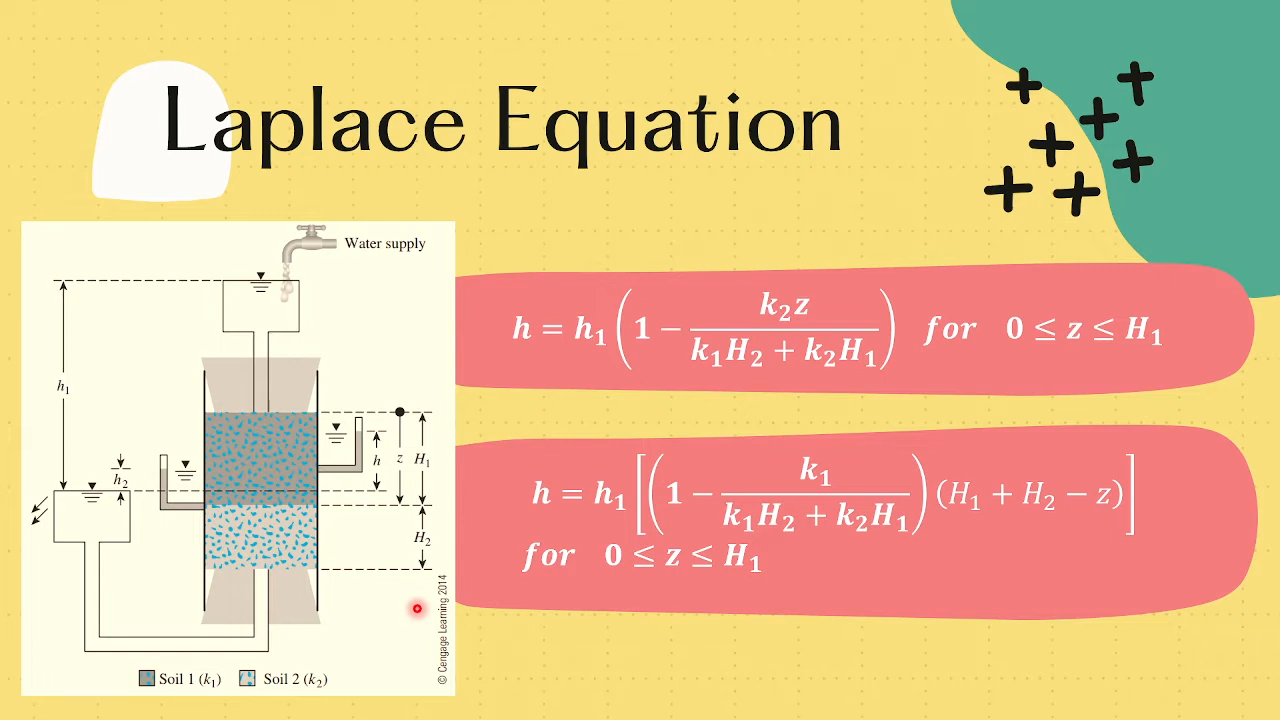 Laplace Equation
Water supply
h₁
h = h₁ (1 − k₂z / (k₁H₂ + k₂H₁)) for 0 ≤ z ≤ H₁
h z H₁
h₂
h = h₁ [(1 − k₁ / (k₁H₂ + k₂H₁)) (H₁ + H₂ − z)]
for 0 ≤ z ≤ H₁
H₂
© Cengage Learning 2014
Soil 1 (k₁) Soil 2 (k₂)